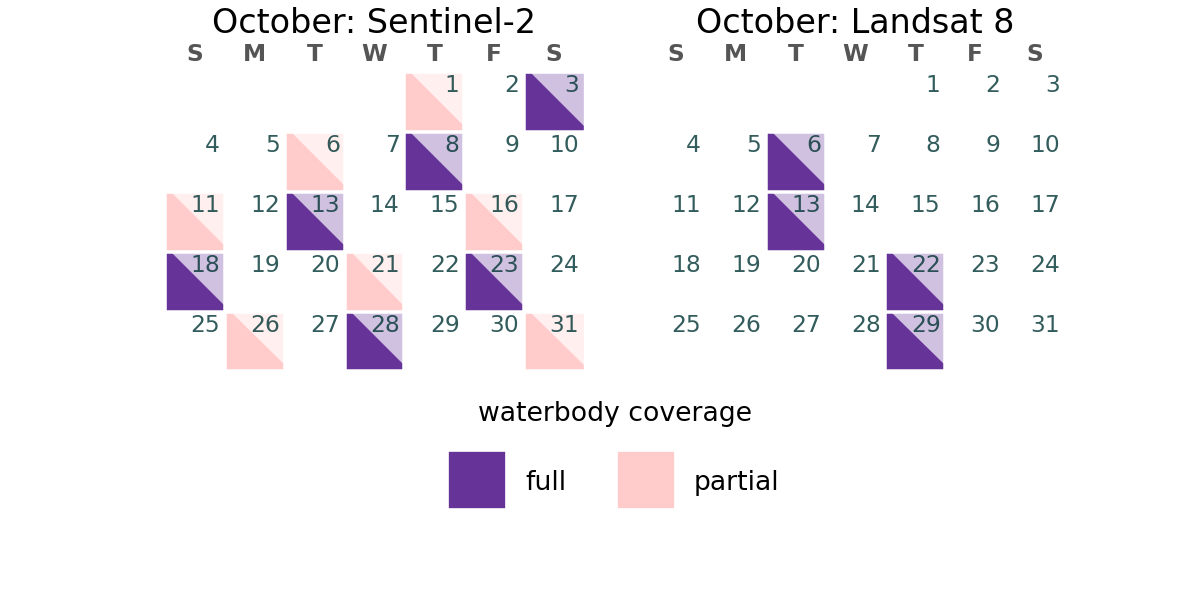 October: Sentinel-2
S M T W T F S
1 2 3
4 5 6 7 8 9 10
11 12 13 14 15 16 17
18 19 20 21 22 23 24
25 26 27 28 29 30 31
October: Landsat 8
S M T W T F S
1 2 3
4 5 6 7 8 9 10
11 12 13 14 15 16 17
18 19 20 21 22 23 24
25 26 27 28 29 30 31
waterbody coverage
full
partial